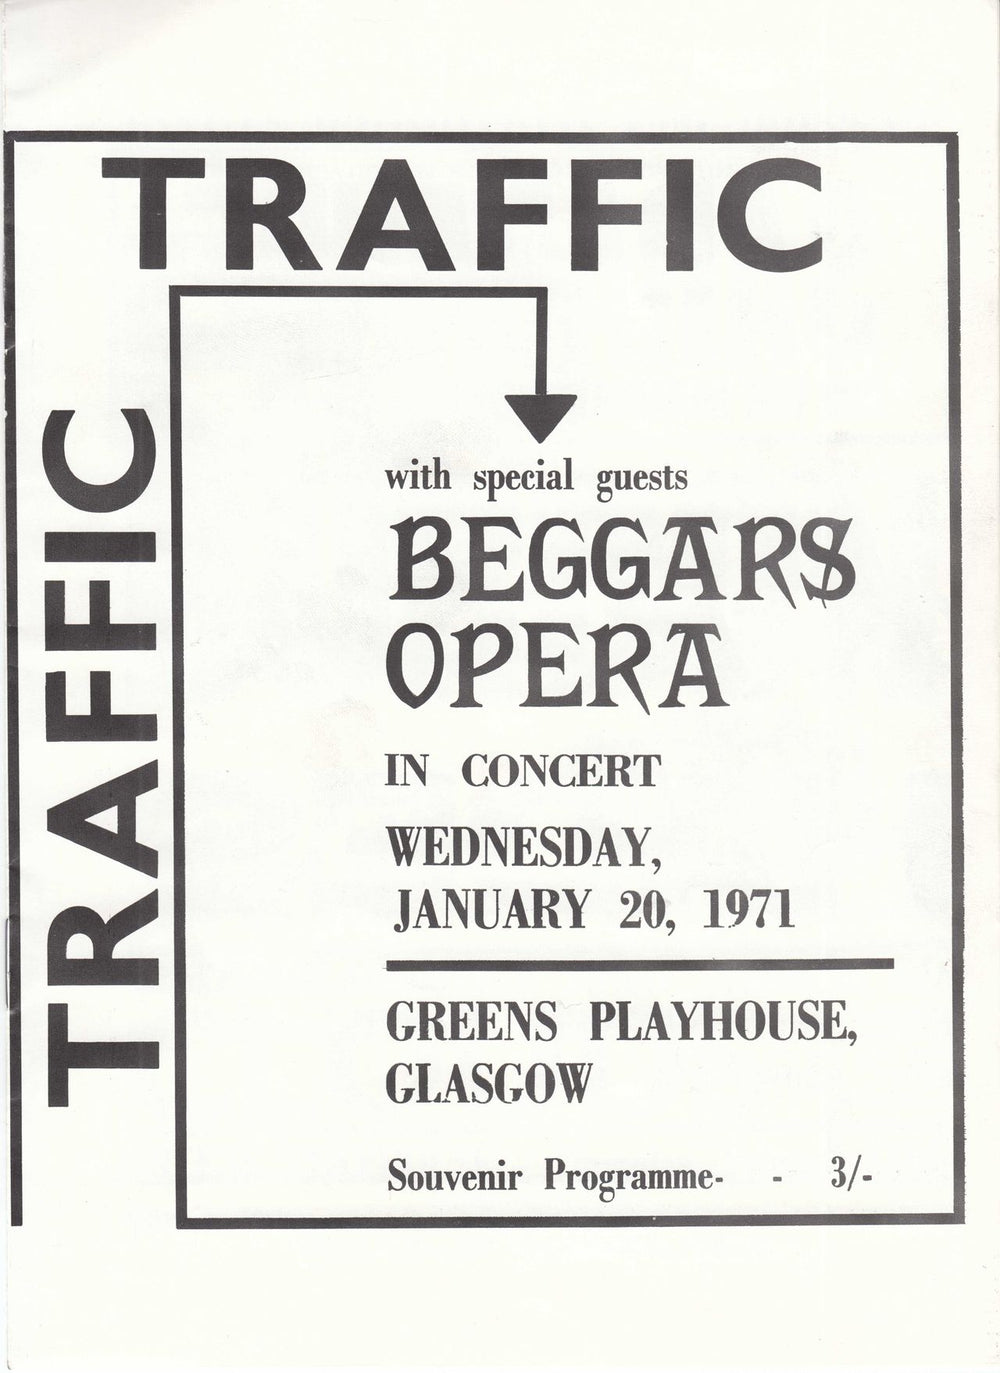 TRAFFIC
TRAFFIC
with special guests
BEGGARS
OPERA
IN CONCERT
WEDNESDAY,
JANUARY 20, 1971
GREENS PLAYHOUSE,
GLASGOW
Souvenir Programme- - 3/-